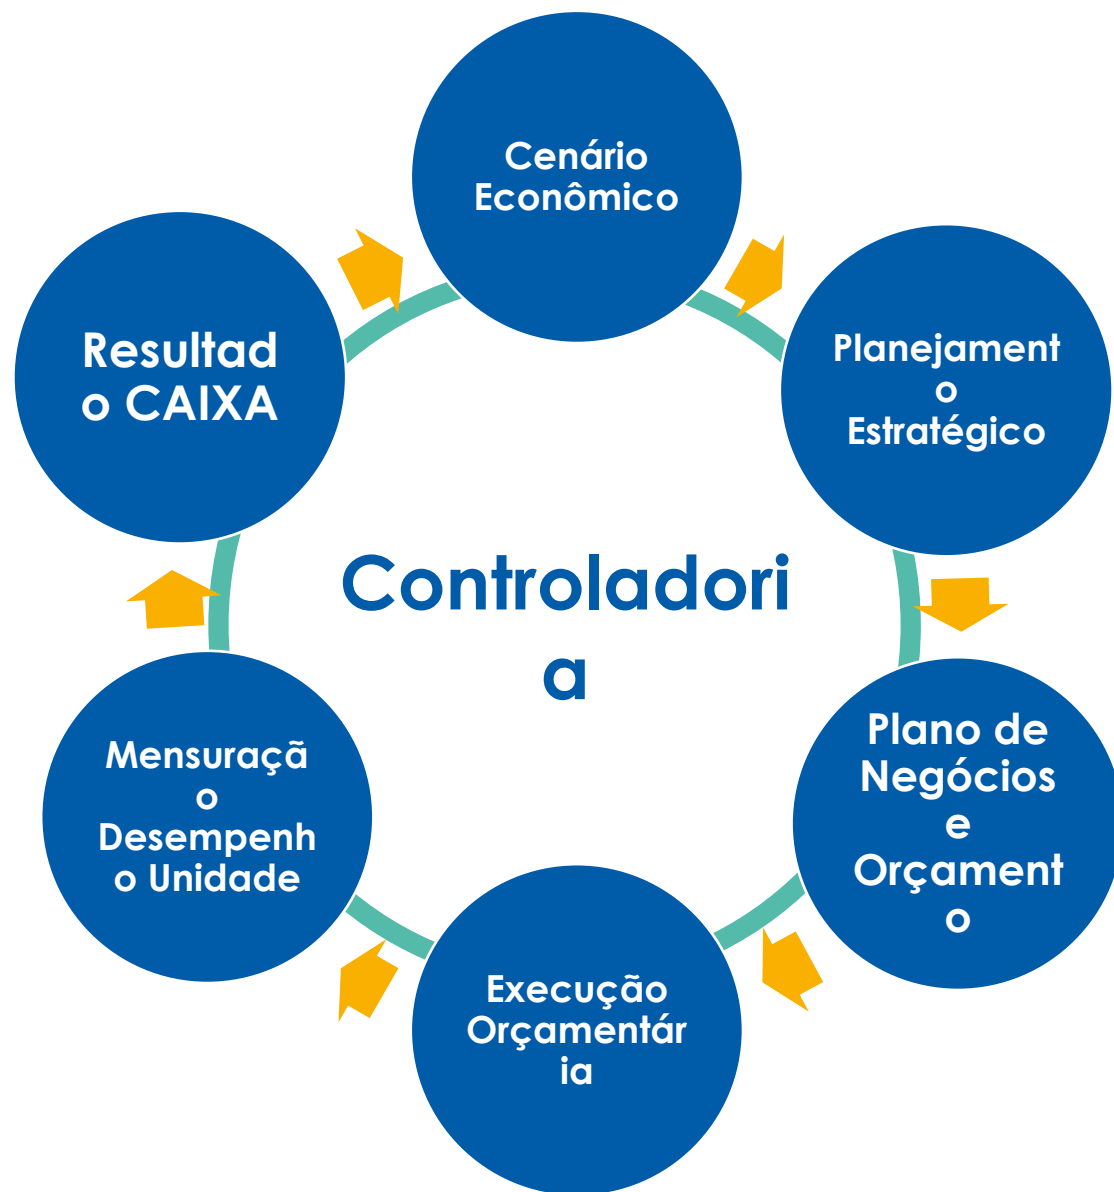 Cenário
Econômico
Planejament
o
Estratégico
Plano de
Negócios
e
Orçament
o
Execução
Orçamentár
ia
Mensuraçã
o
Desempenh
o Unidade
Resultad
o CAIXA
Controladori
a